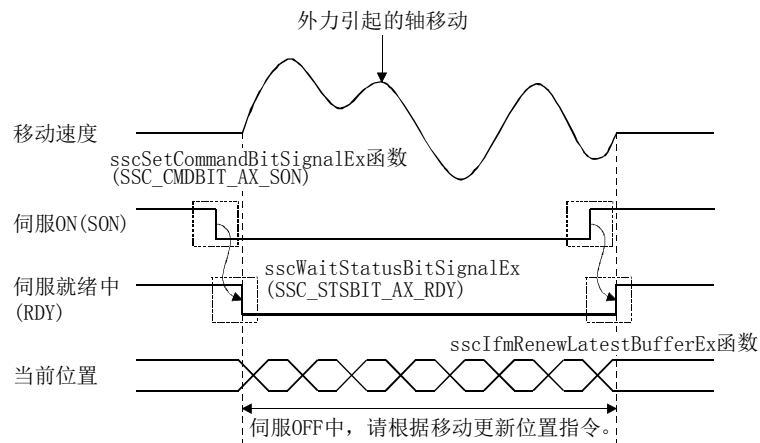 外力引起的轴移动
移动速度
sscSetCommandBitSignalEx函数
(SSC_CMDBIT_AX_SON)
伺服ON(SON)
sscWaitStatusBitSignalEx
(SSC_STSBIT_AX_RDY)
伺服就绪中
(RDY)
sscIfmRenewLatestBufferEx函数
当前位置
伺服OFF中，请根据移动更新位置指令。